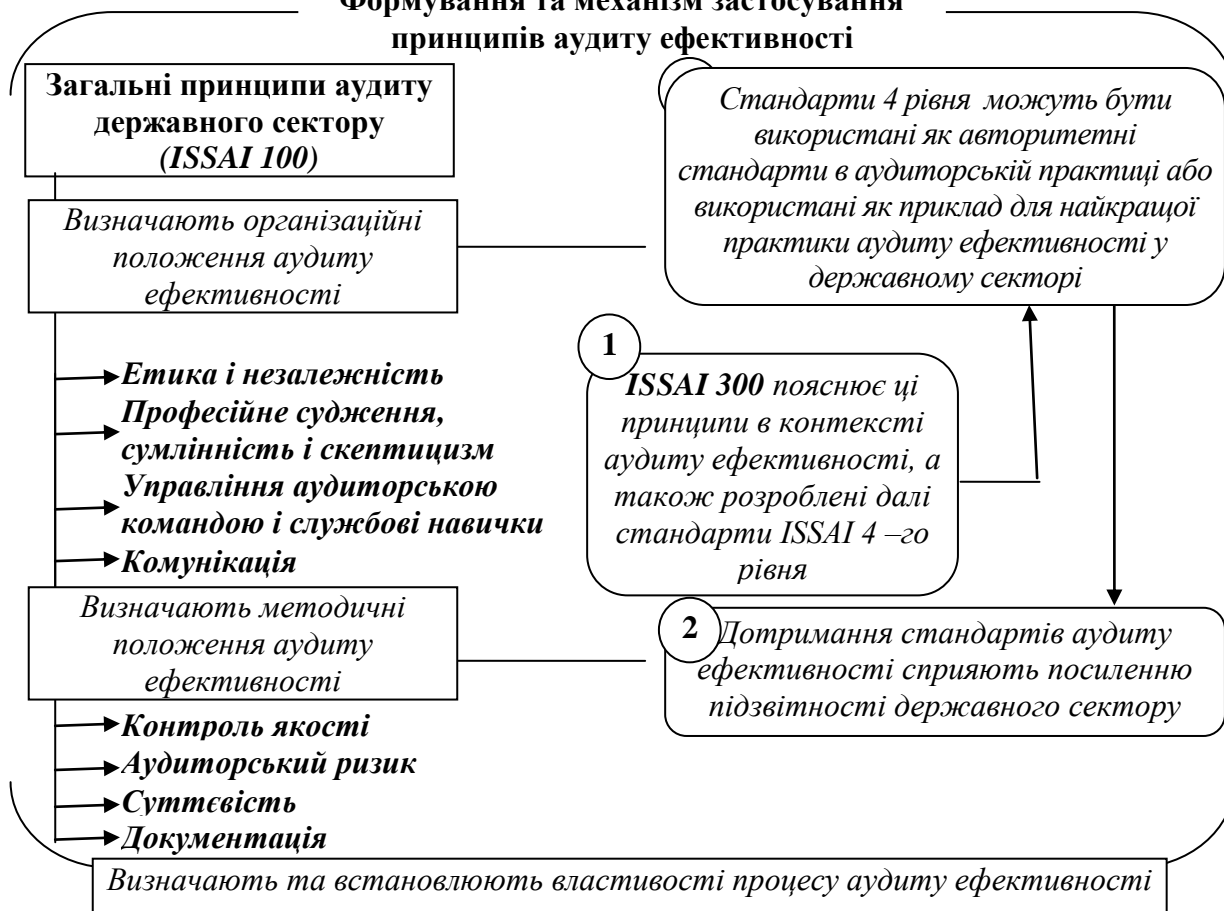 Формування та механізм застосування
принципів аудиту ефективності
Загальні принципи аудиту
державного сектору
(ISSAI 100)
Визначають організаційні
положення аудиту
ефективності
Етика і незалежність
Професійне судження,
сумлінність і скептицизм
Управління аудиторською
командою і службові навички
Комунікація
Визначають методичні
положення аудиту
ефективності
Контроль якості
Аудиторський ризик
Суттєвість
Документація
Стандарти 4 рівня можуть бути
використані як авторитетні
стандарти в аудиторській практиці або
використані як приклад для найкращої
практики аудиту ефективності у
державному секторі
1
ISSAI 300 пояснює ці
принципи в контексті
аудиту ефективності, а
також розроблені далі
стандарти ISSAI 4 –го
рівня
2
Дотримання стандартів аудиту
ефективності сприяють посиленню
підзвітності державного сектору
Визначають та встановлюють властивості процесу аудиту ефективності